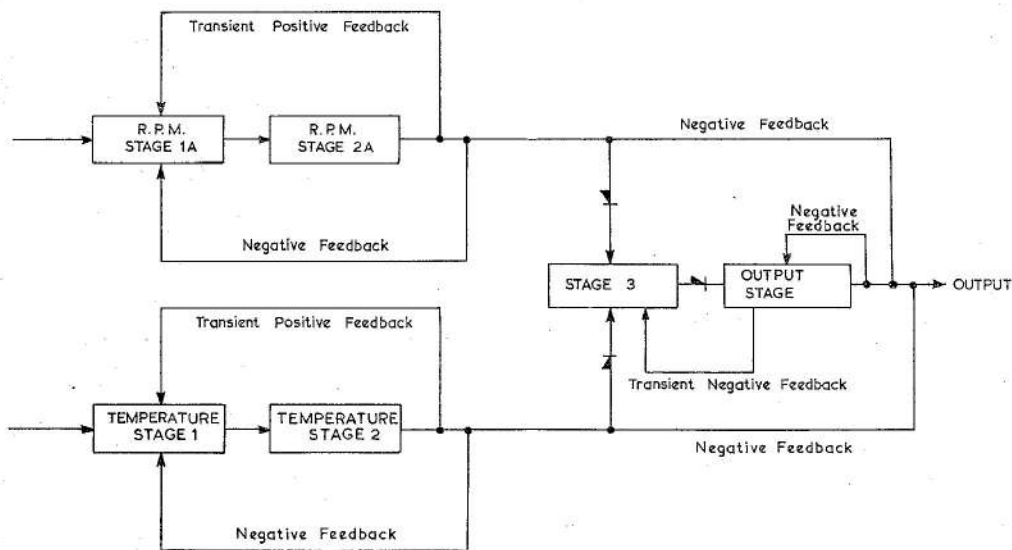 Transient Positive Feedback
R.P.M.
STAGE 1A
R.P.M.
STAGE 2A
Negative Feedback
Negative Feedback
Negative
Feedback
STAGE 3
OUTPUT
STAGE
OUTPUT
Transient Negative Feedback
Transient Positive Feedback
TEMPERATURE
STAGE 1
TEMPERATURE
STAGE 2
Negative Feedback
Negative Feedback